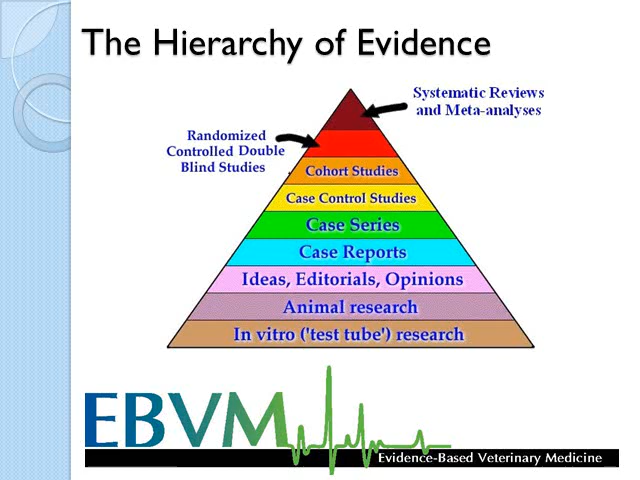 The Hierarchy of Evidence
Systematic Reviews
and Meta-analyses
Randomized
Controlled Double
Blind Studies
Cohort Studies
Case Control Studies
Case Series
Case Reports
Ideas, Editorials, Opinions
Animal research
In vitro ('test tube') research
EBVM
Evidence-Based Veterinary Medicine